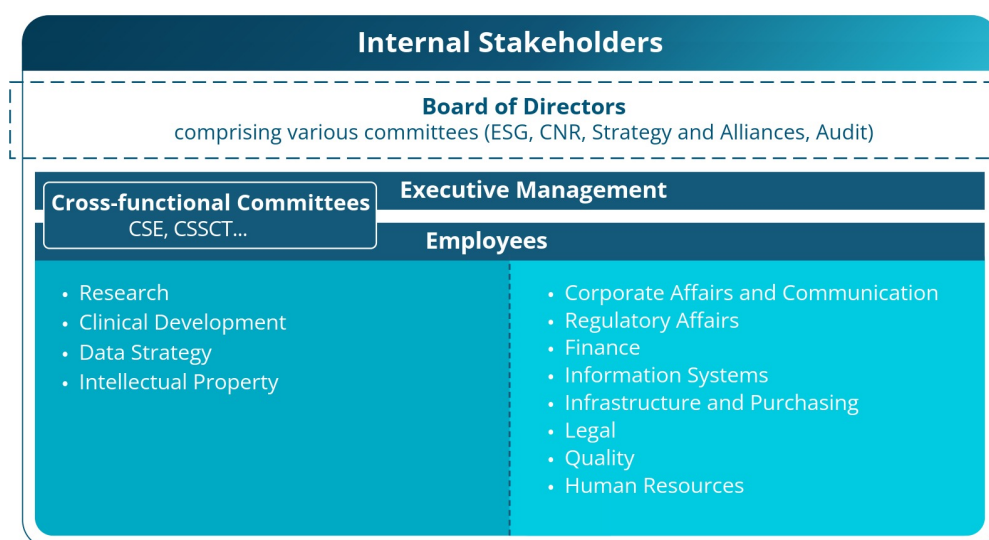 Internal Stakeholders
Board of Directors
comprising various committees (ESG, CNR, Strategy and Alliances, Audit)
Executive Management
Cross-functional Committees
CSE, CSSCT...
Employees
• Research
• Clinical Development
• Data Strategy
• Intellectual Property
• Corporate Affairs and Communication
• Regulatory Affairs
• Finance
• Information Systems
• Infrastructure and Purchasing
• Legal
• Quality
• Human Resources